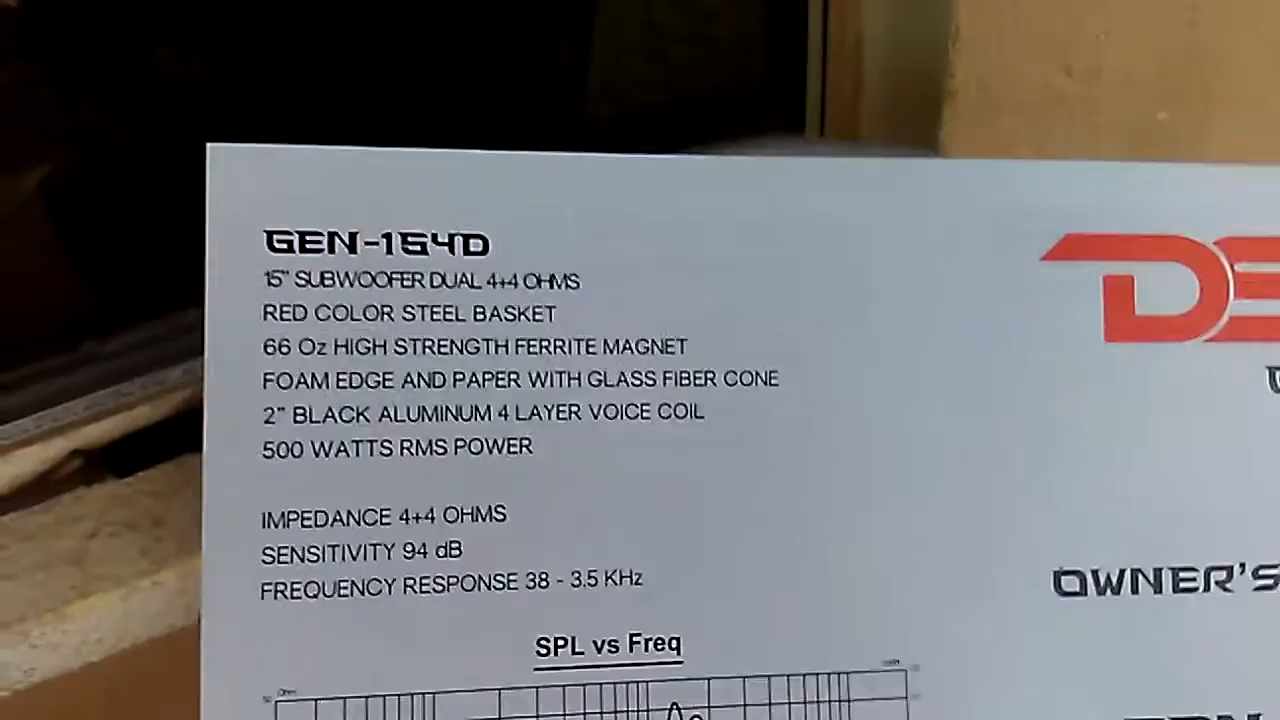 GEN-154D
15" SUBWOOFER DUAL 4+4 OHMS
RED COLOR STEEL BASKET
66 Oz HIGH STRENGTH FERRITE MAGNET
FOAM EDGE AND PAPER WITH GLASS FIBER CONE
2" BLACK ALUMINUM 4 LAYER VOICE COIL
500 WATTS RMS POWER
IMPEDANCE 4+4 OHMS
SENSITIVITY 94 dB
FREQUENCY RESPONSE 38 - 3.5 KHz
SPL vs Freq
Ohm
OWNER'S